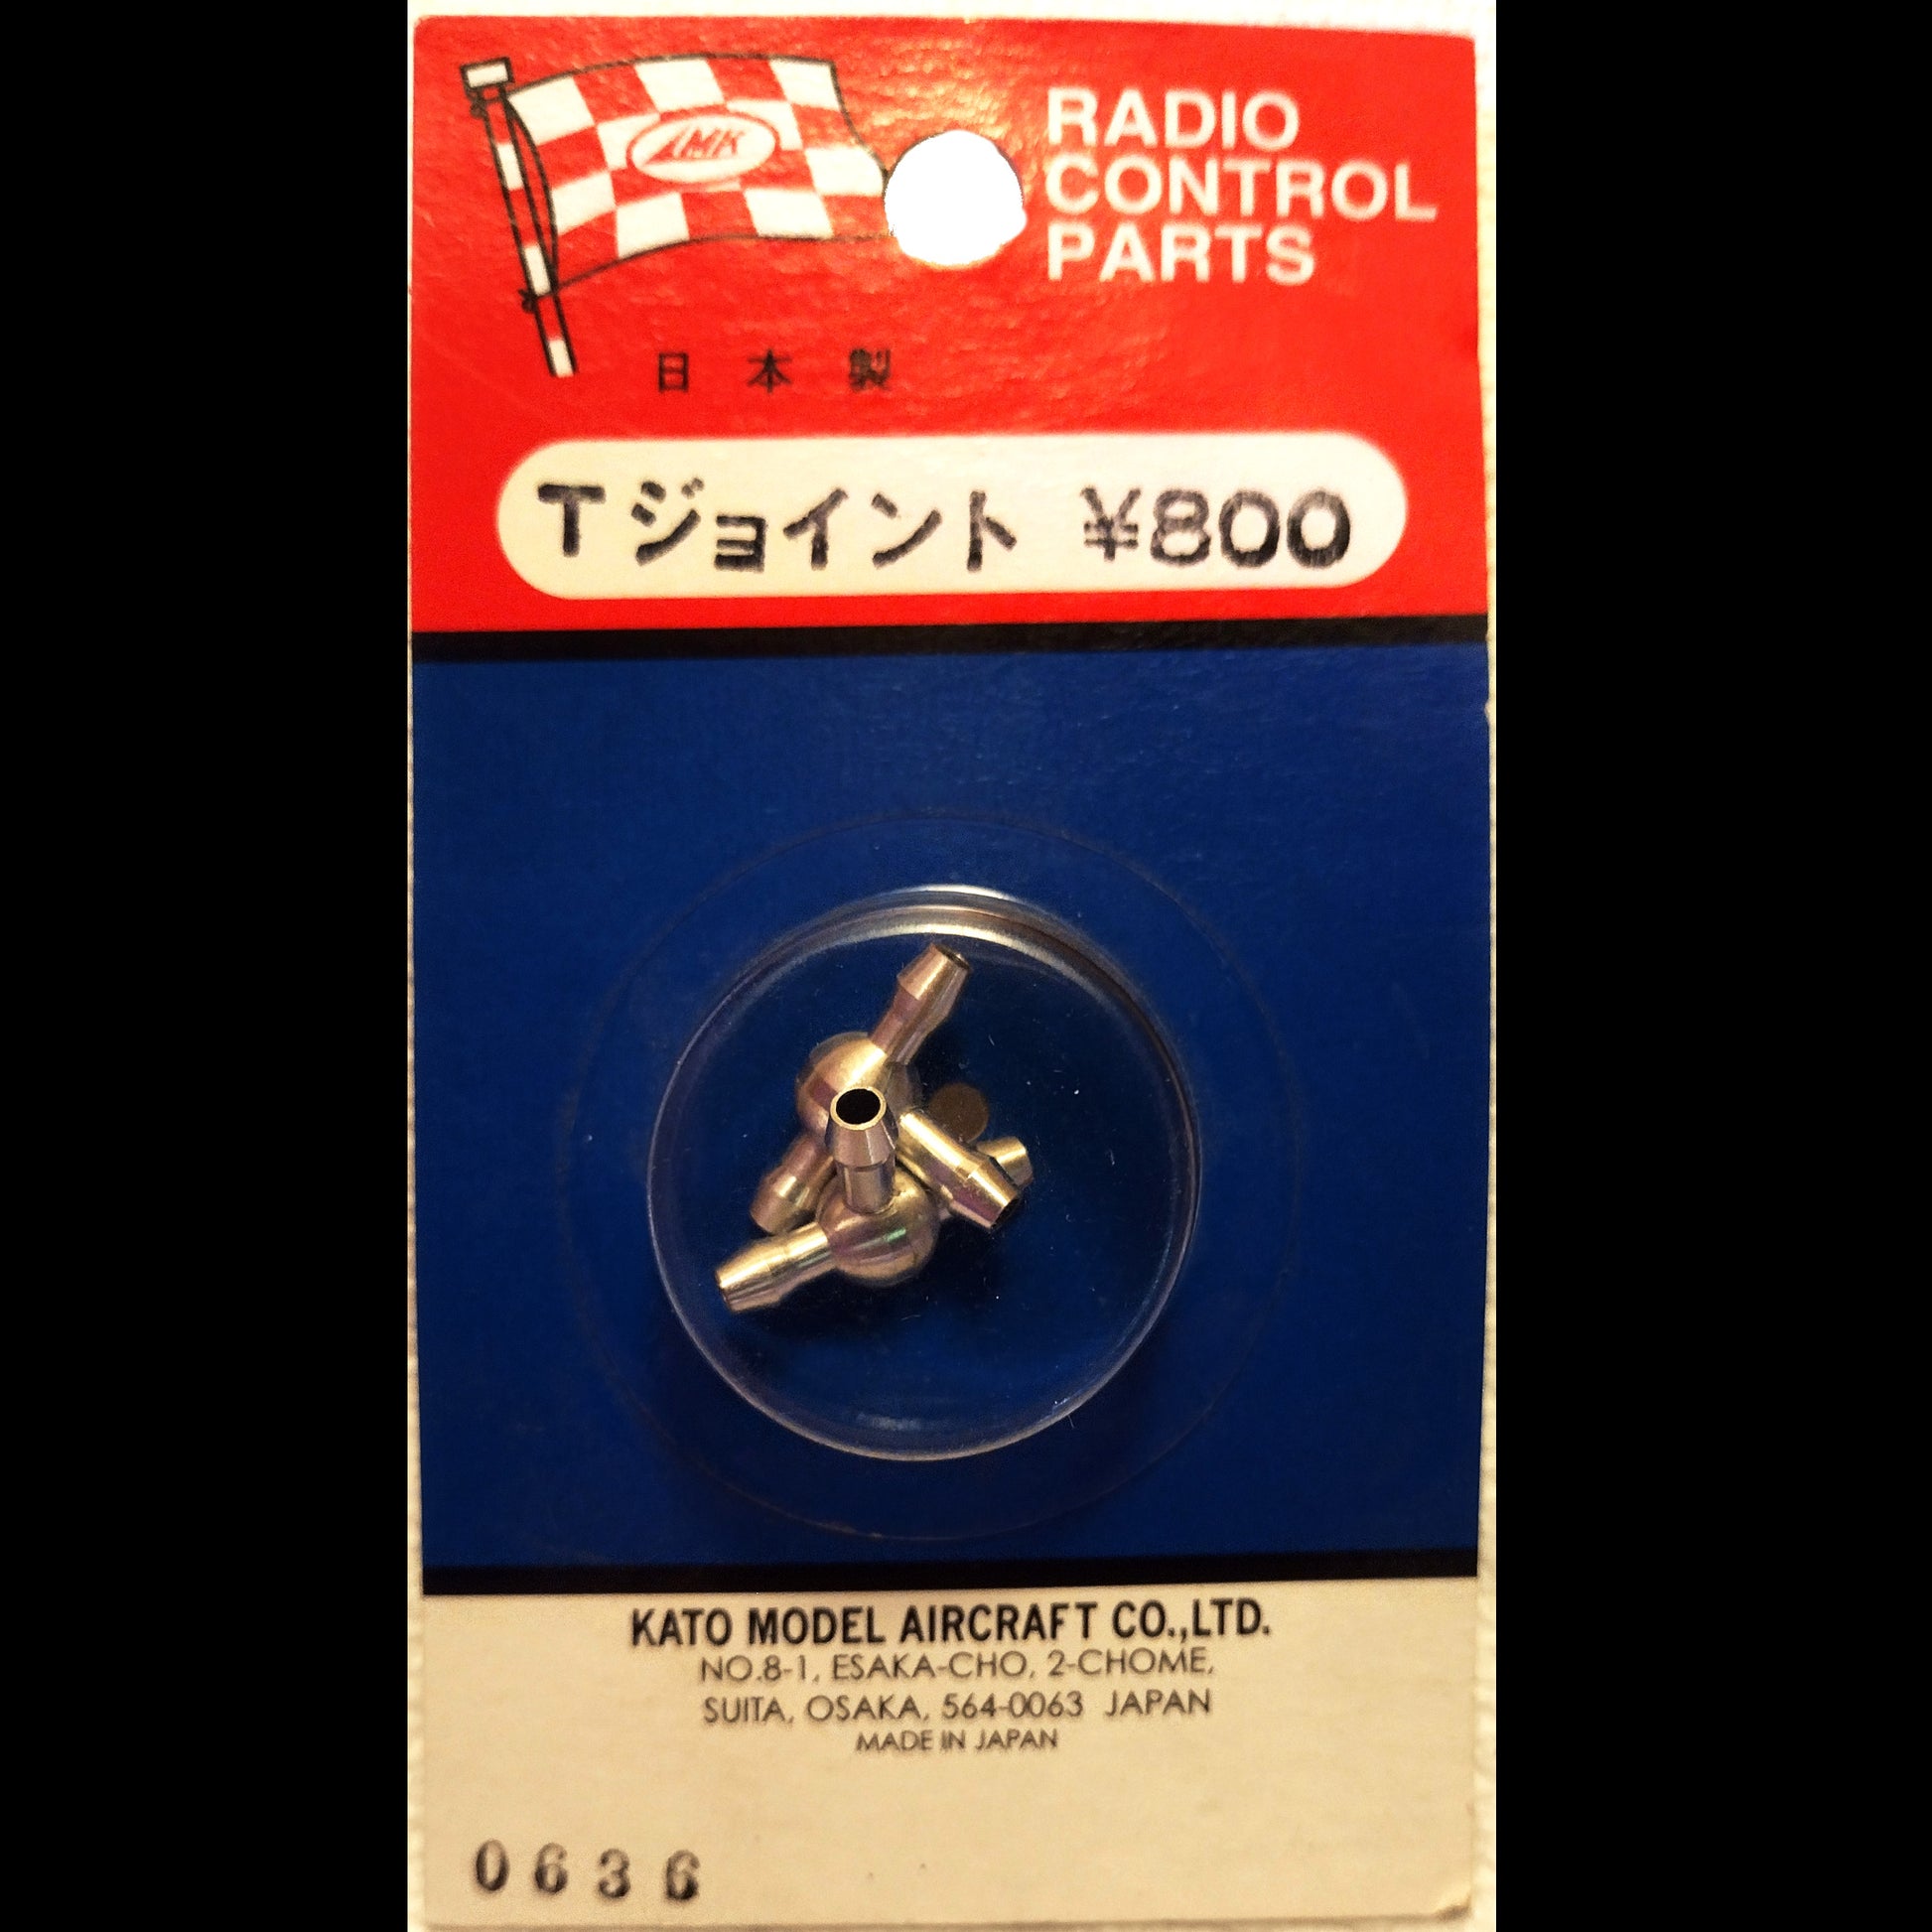 AMK
RADIO
CONTROL
PARTS
日本製
Tジョイント ¥800
KATO MODEL AIRCRAFT CO.,LTD.
NO.8-1, ESAKA-CHO, 2-CHOME,
SUITA, OSAKA, 564-0063 JAPAN
MADE IN JAPAN
0636